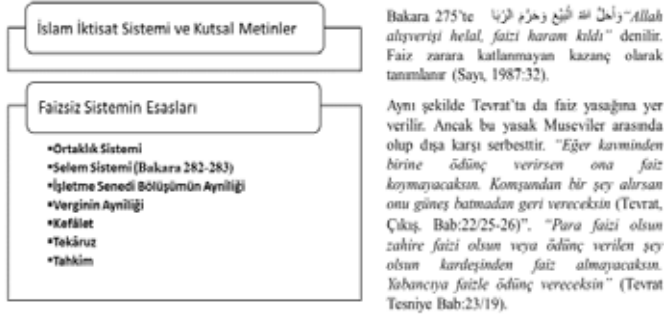 İslam İktisat Sistemi ve Kutsal Metinler
Faizsiz Sistemin Esasları
•Ortaklık Sistemi
•Selem Sistemi (Bakara 282-283)
•İşletme Senedi Bölüşümün Ayniliği
•Verginin Ayniliği
•Kefâlet
•Tekâruz
•Tahkim
Bakara 275'te وَأَحَلَّ اللهُ الْبَيْعَ وَحَرَّمَ الرِّبَا “Allah
alışverişi helal, faizi haram kıldı” denilir.
Faiz zarara katlanmayan kazanç olarak
tanımlanır (Sayı, 1987:32).
Aynı şekilde Tevrat’ta da faiz yasağına yer
verilir. Ancak bu yasak Museviler arasında
olup dışa karşı serbesttir. “Eğer kavminden
birine ödünç verirsen ona faiz
koymayacaksın. Komşundan bir şey alırsan
onu güneş batmadan geri vereceksin (Tevrat,
Çıkış. Bab:22/25-26)”. “Para faizi olsun
zahire faizi olsun veya ödünç verilen şey
olsun kardeşinden faiz almayacaksın.
Yabancıya faizle ödünç vereceksin” (Tevrat
Tesniye Bab:23/19).